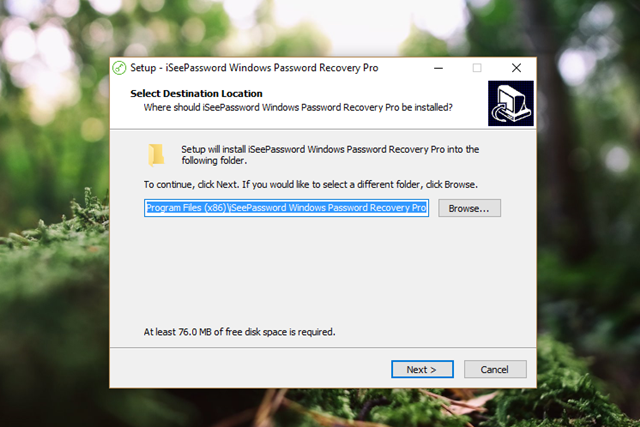 Setup - iSeePassword Windows Password Recovery Pro
Select Destination Location
Where should iSeePassword Windows Password Recovery Pro be installed?
Setup will install iSeePassword Windows Password Recovery Pro into the
following folder.
To continue, click Next. If you would like to select a different folder, click Browse.
Program Files (x86)\iSeePassword Windows Password Recovery Pro
Browse...
At least 76.0 MB of free disk space is required.
Next >
Cancel